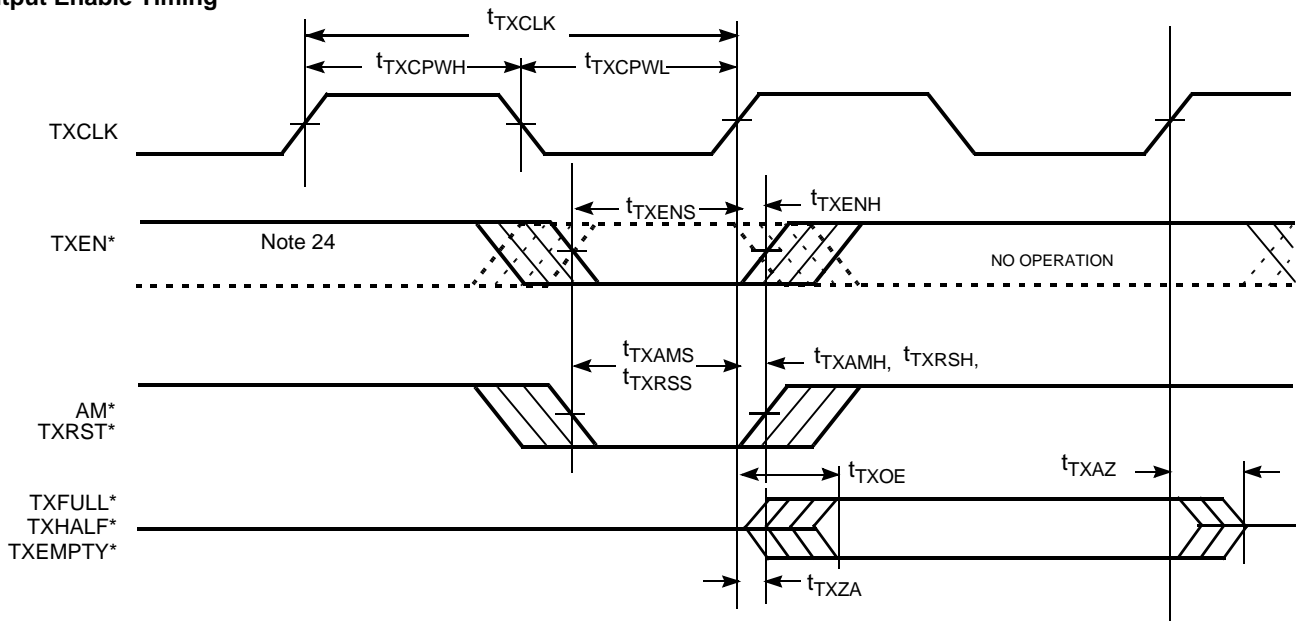 tput Enable Timing
tTXCLK
tTXCPWH
tTXCPWL
TXCLK
tTXENS
tTXENH
TXEN*
Note 24
NO OPERATION
tTXAMS
tTXRSS
tTXAMH, tTXRSH,
AM*
TXRST*
tTXOE
tTXAZ
TXFULL*
TXHALF*
TXEMPTY*
tTXZA